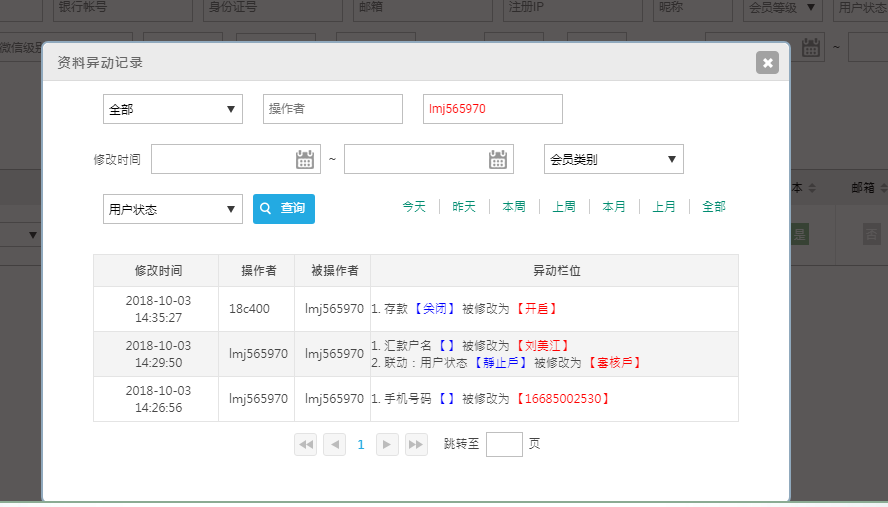 银行帐号 身份证号 邮箱 注册IP 昵称 会员等级 用户状态
微信级别 ~
资料异动记录
全部 操作者 lmj565970
修改时间 ~ 会员类别
用户状态 查询 今天 昨天 本周 上周 本月 上月 全部
本 邮箱
是 否
修改时间 操作者 被操作者 异动栏位
2018-10-03
14:35:27
18c400 lmj565970 1. 存款【关闭】被修改为【开启】
2018-10-03
14:29:50
lmj565970 lmj565970 1. 汇款户名【 】被修改为【刘美江】
2. 联动：用户状态【靜止戶】被修改为【審核戶】
2018-10-03
14:26:56
lmj565970 lmj565970 1. 手机号码【 】被修改为【16685002530】
1 跳转至 页